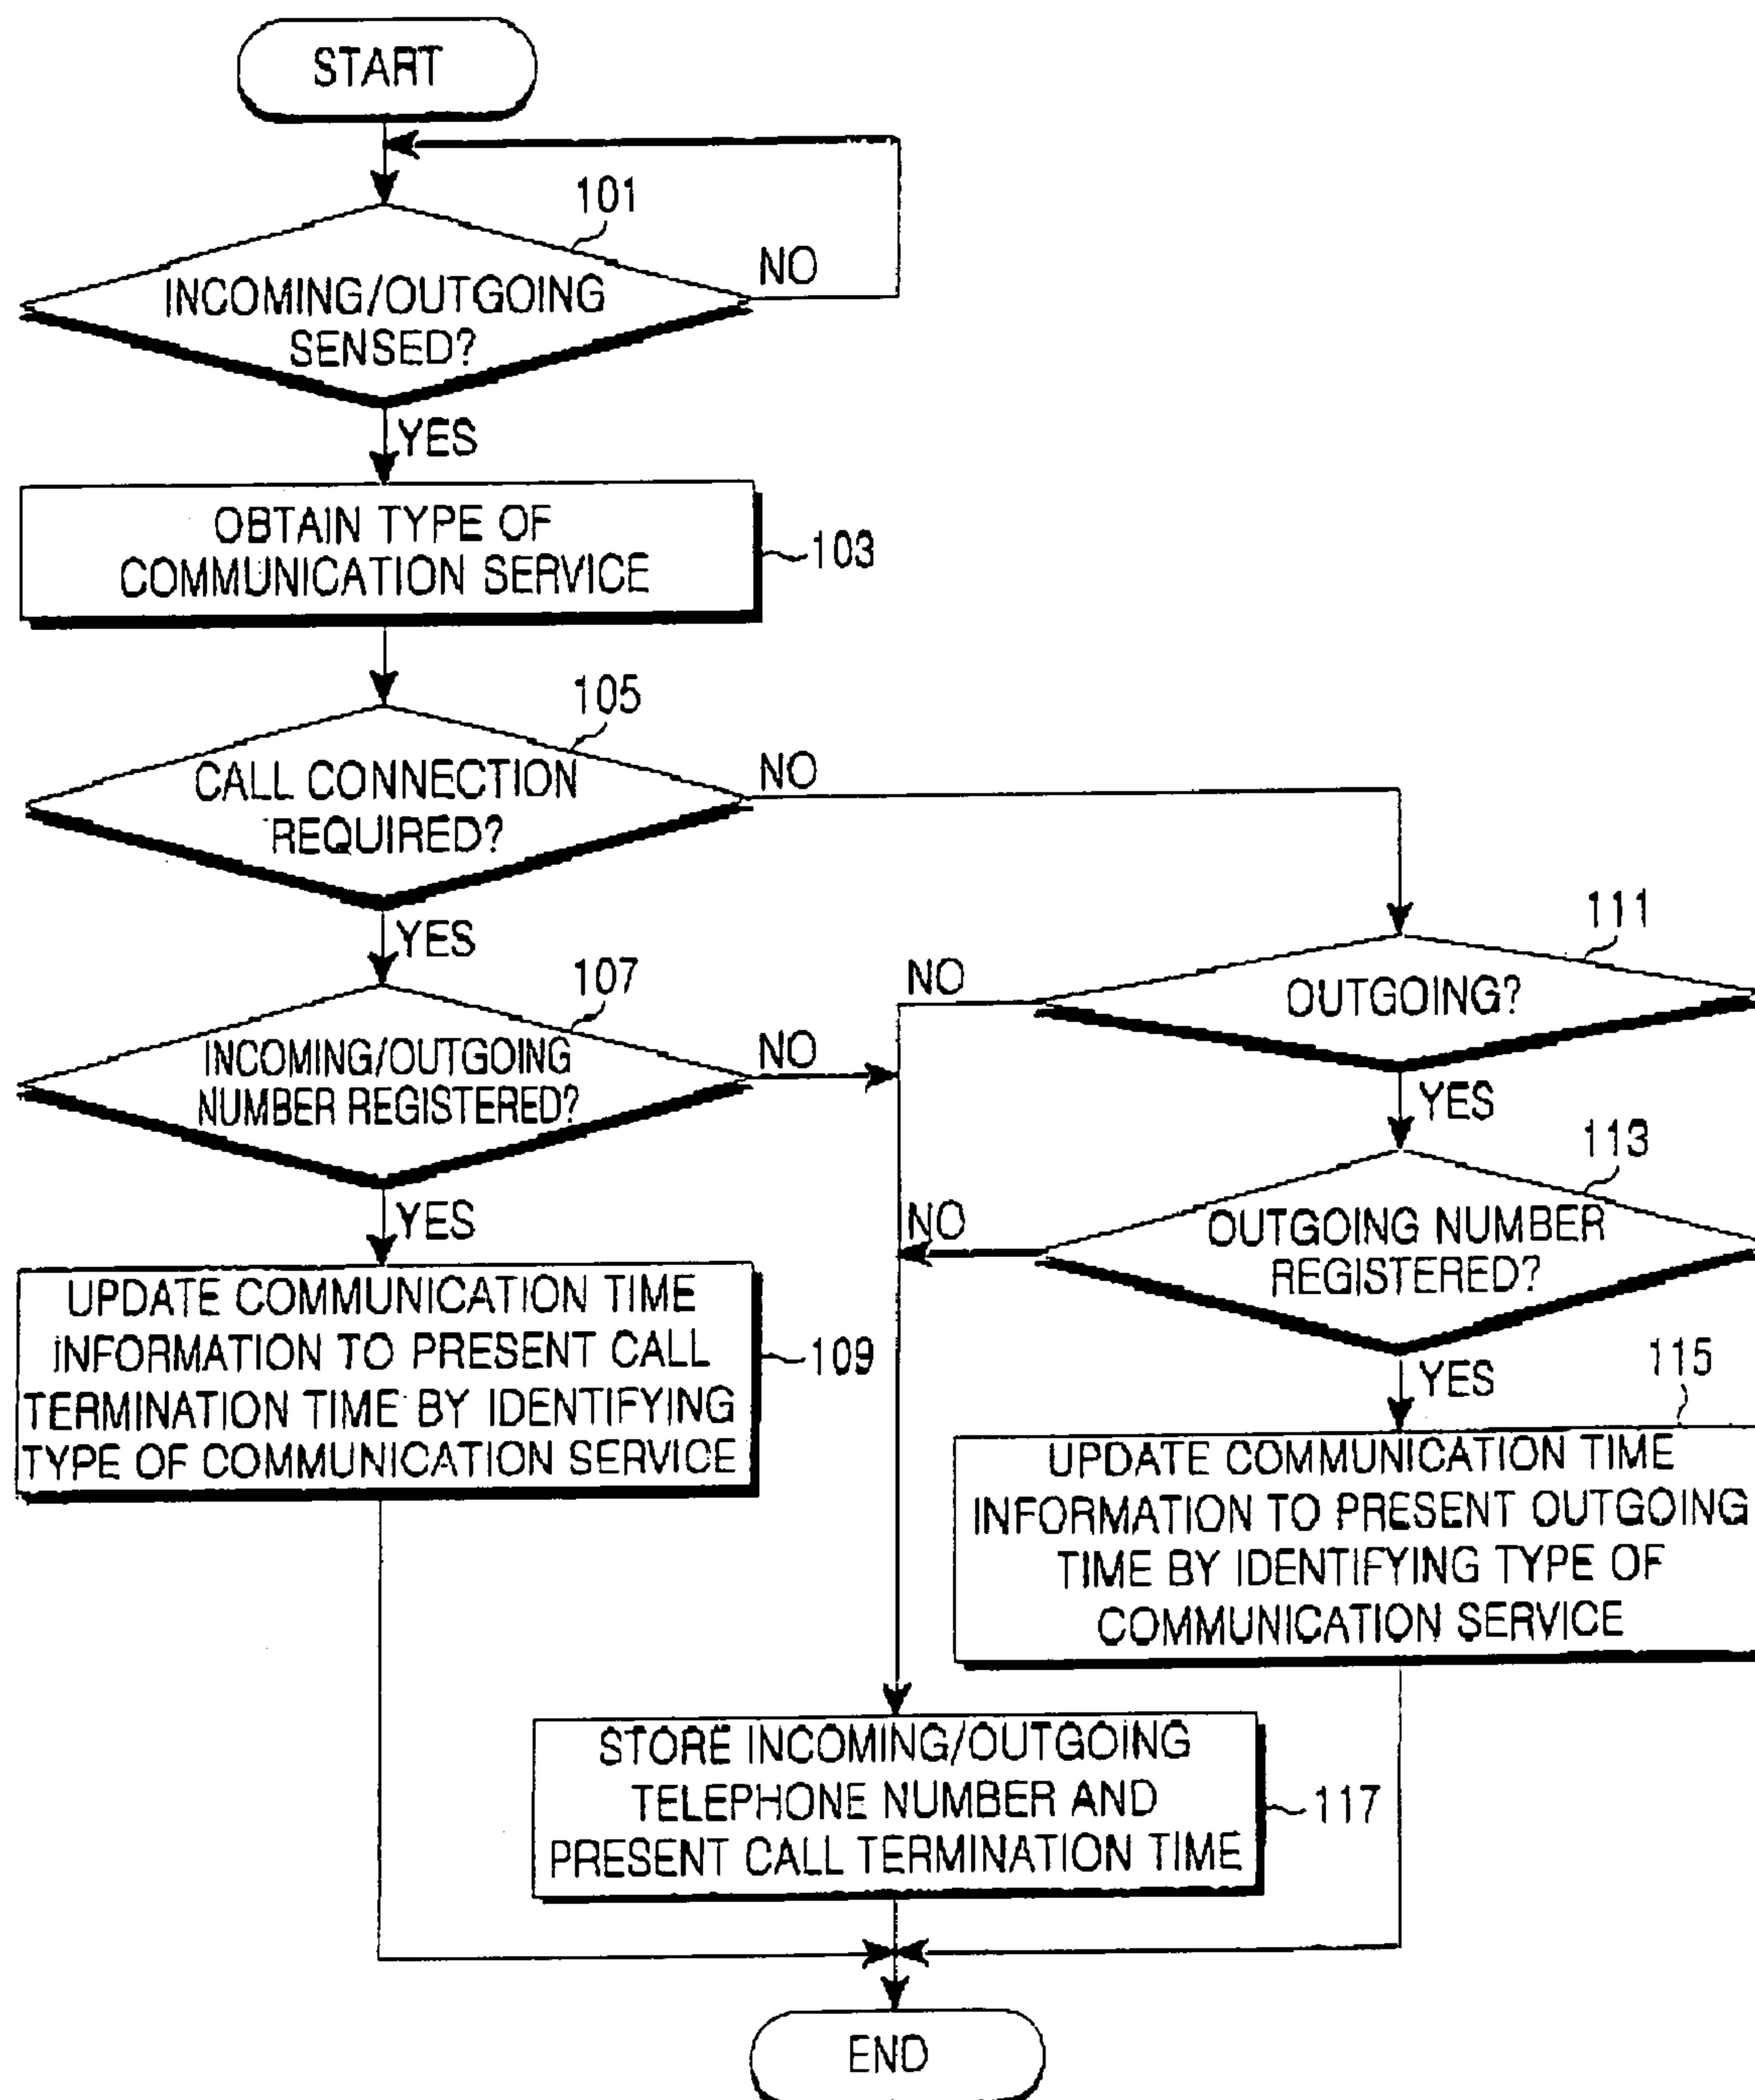 START
101
INCOMING/OUTGOING
SENSED?
NO
YES
OBTAIN TYPE OF
COMMUNICATION SERVICE
103
105
CALL CONNECTION
REQUIRED?
NO
YES
107
INCOMING/OUTGOING
NUMBER REGISTERED?
NO
YES
UPDATE COMMUNICATION TIME
INFORMATION TO PRESENT CALL
TERMINATION TIME BY IDENTIFYING
TYPE OF COMMUNICATION SERVICE
109
111
OUTGOING?
NO
YES
113
OUTGOING NUMBER
REGISTERED?
NO
YES
115
UPDATE COMMUNICATION TIME
INFORMATION TO PRESENT OUTGOING
TIME BY IDENTIFYING TYPE OF
COMMUNICATION SERVICE
STORE INCOMING/OUTGOING
TELEPHONE NUMBER AND
PRESENT CALL TERMINATION TIME
117
END